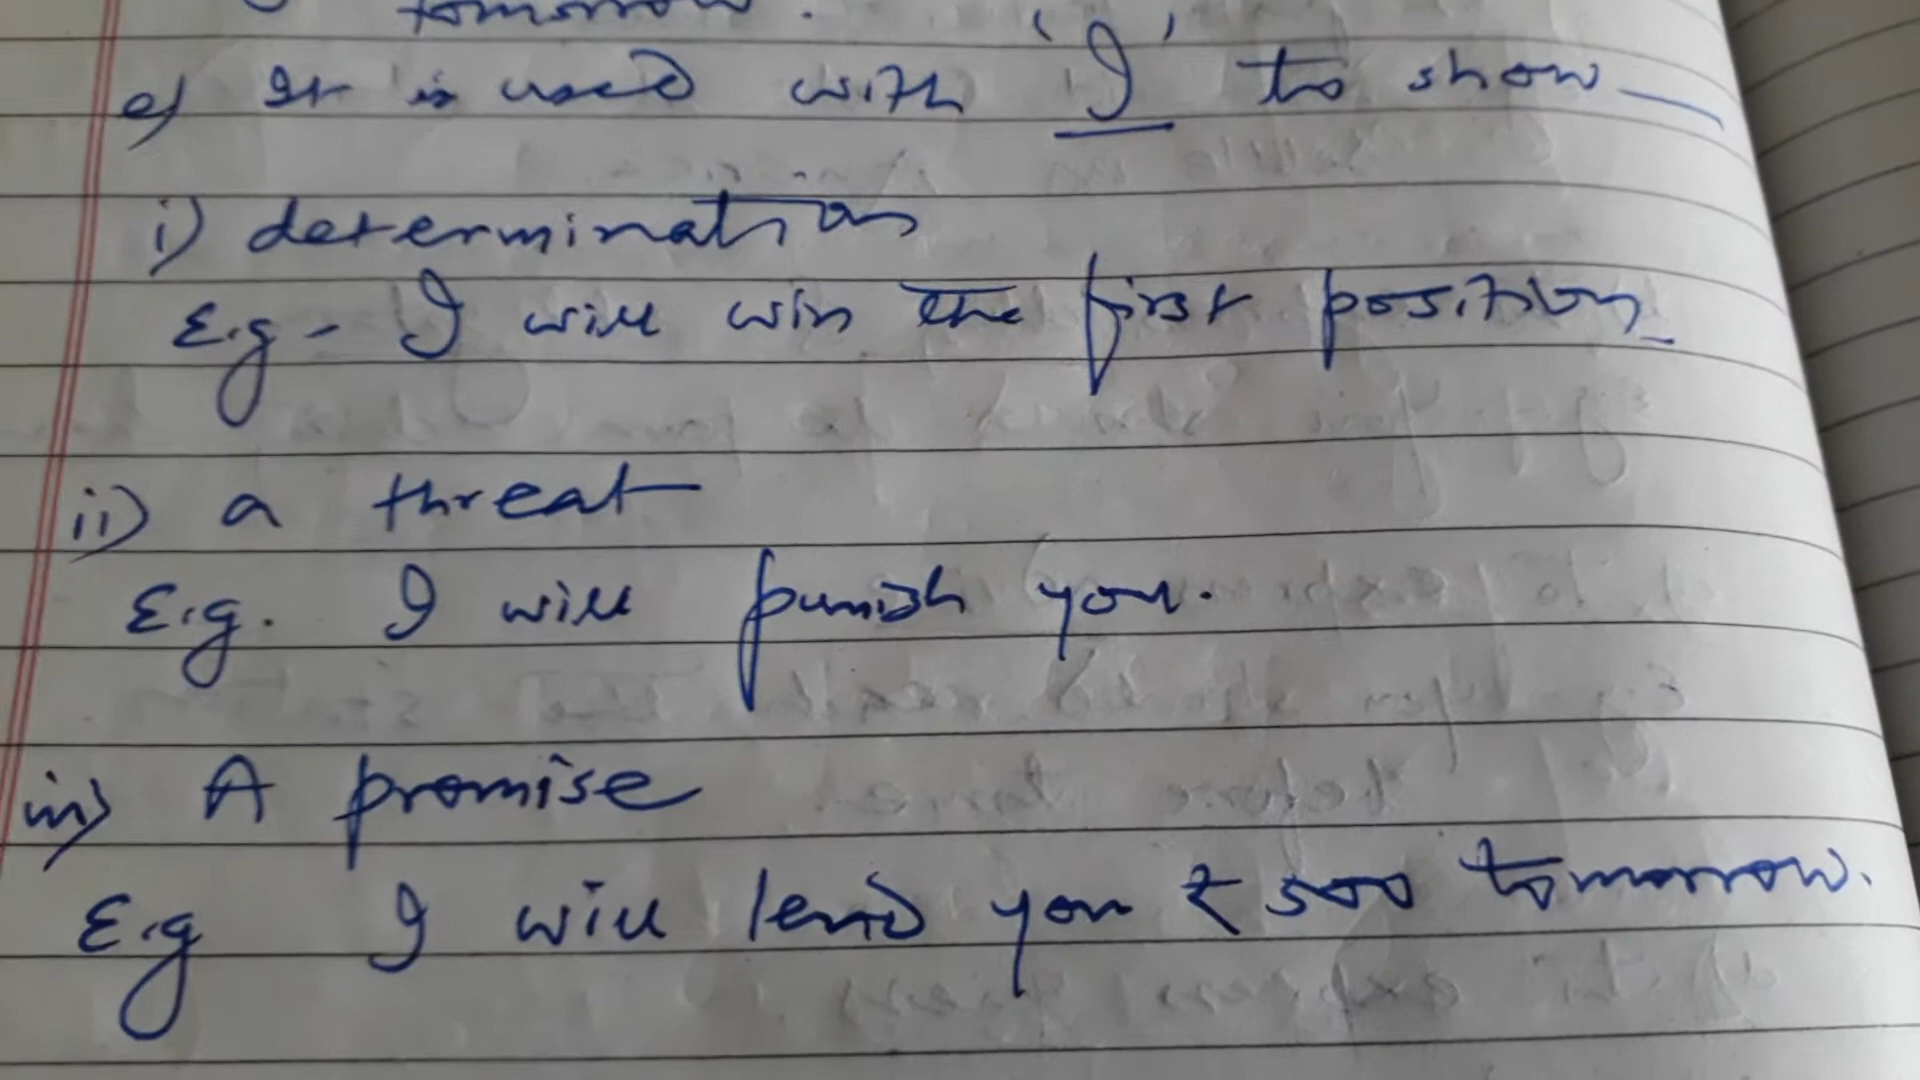 tomorrow.
e) It is used with 'I' to show —
i) determination
E.g - I will win the first position.
ii) a threat
E.g. I will punish you.
iii) A promise
E.g I will lend you ₹ 500 tomorrow.